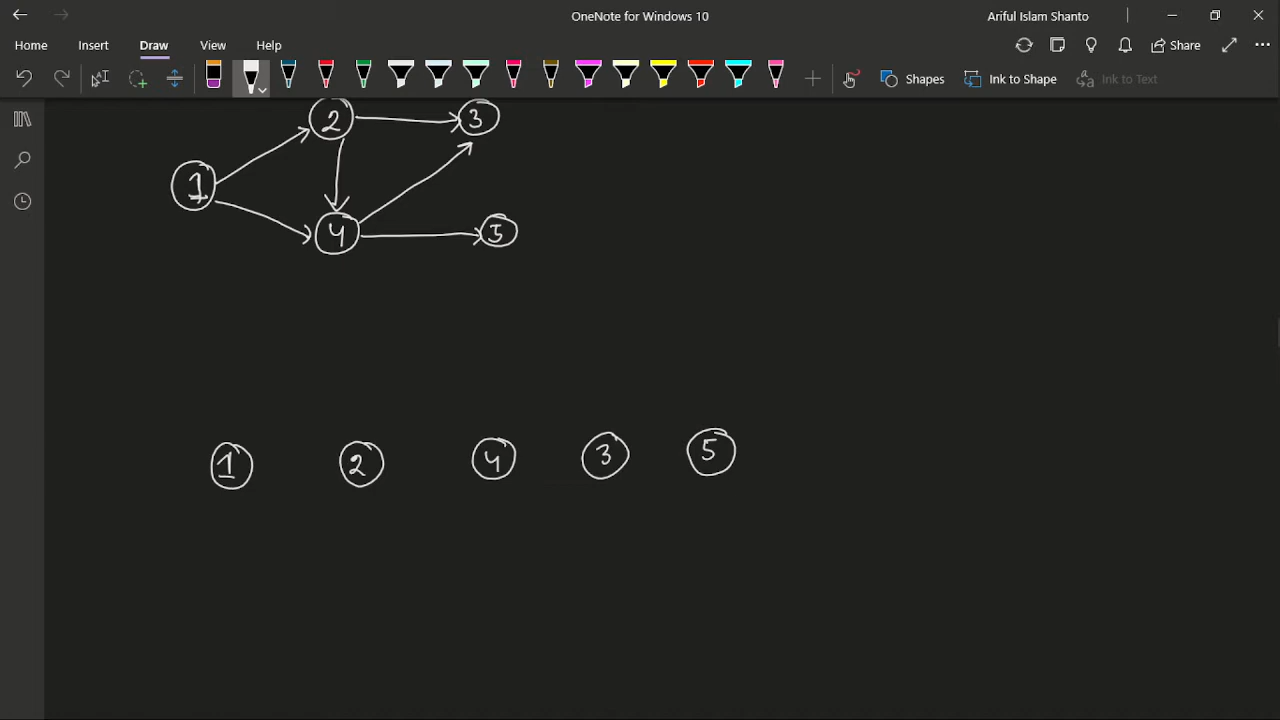 OneNote for Windows 10
Ariful Islam Shanto
Home Insert Draw View Help
Share
Shapes Ink to Shape Ink to Text
2 3
1
4 5
1 2 4 3 5